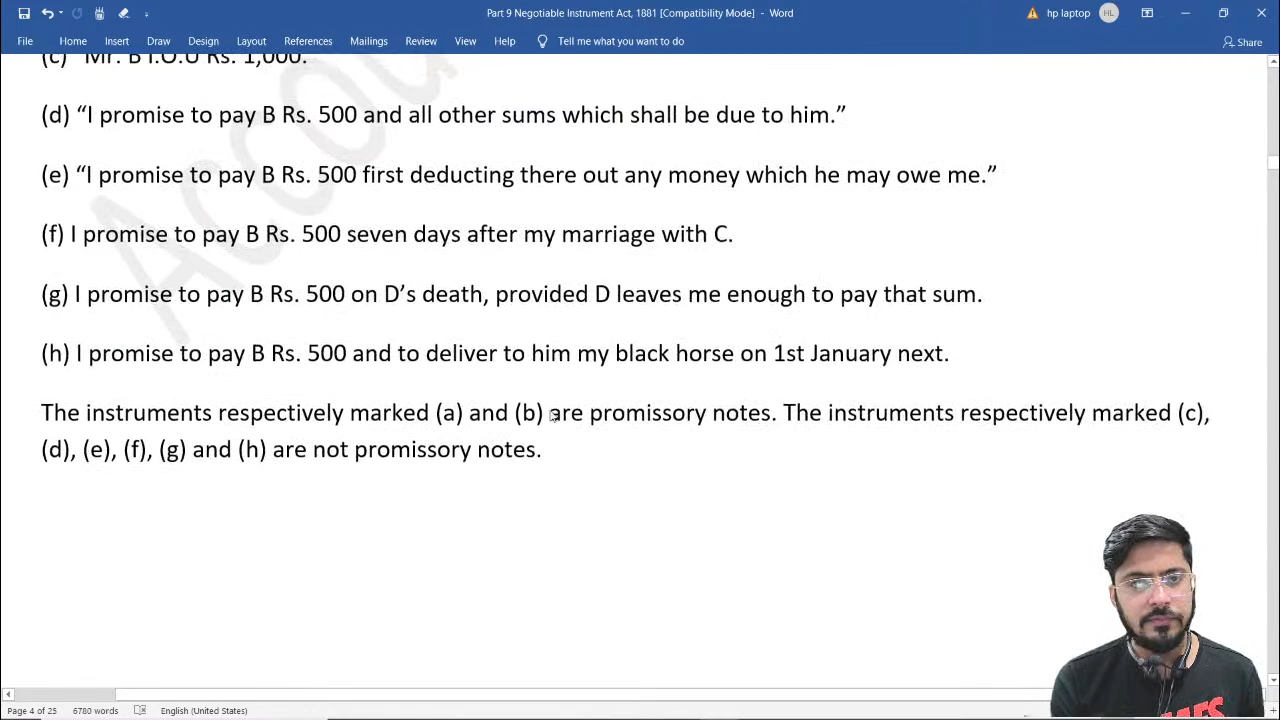 Part 9 Negotiable Instrument Act, 1881 [Compatibility Mode] - Word
hp laptop HL
File Home Insert Draw Design Layout References Mailings Review View Help Tell me what you want to do Share
(c) “Mr. B I.O.U Rs. 1,000.”
(d) “I promise to pay B Rs. 500 and all other sums which shall be due to him.”
(e) “I promise to pay B Rs. 500 first deducting there out any money which he may owe me.”
(f) I promise to pay B Rs. 500 seven days after my marriage with C.
(g) I promise to pay B Rs. 500 on D’s death, provided D leaves me enough to pay that sum.
(h) I promise to pay B Rs. 500 and to deliver to him my black horse on 1st January next.
The instruments respectively marked (a) and (b) are promissory notes. The instruments respectively marked (c),
(d), (e), (f), (g) and (h) are not promissory notes.
Page 4 of 25 6780 words English (United States)